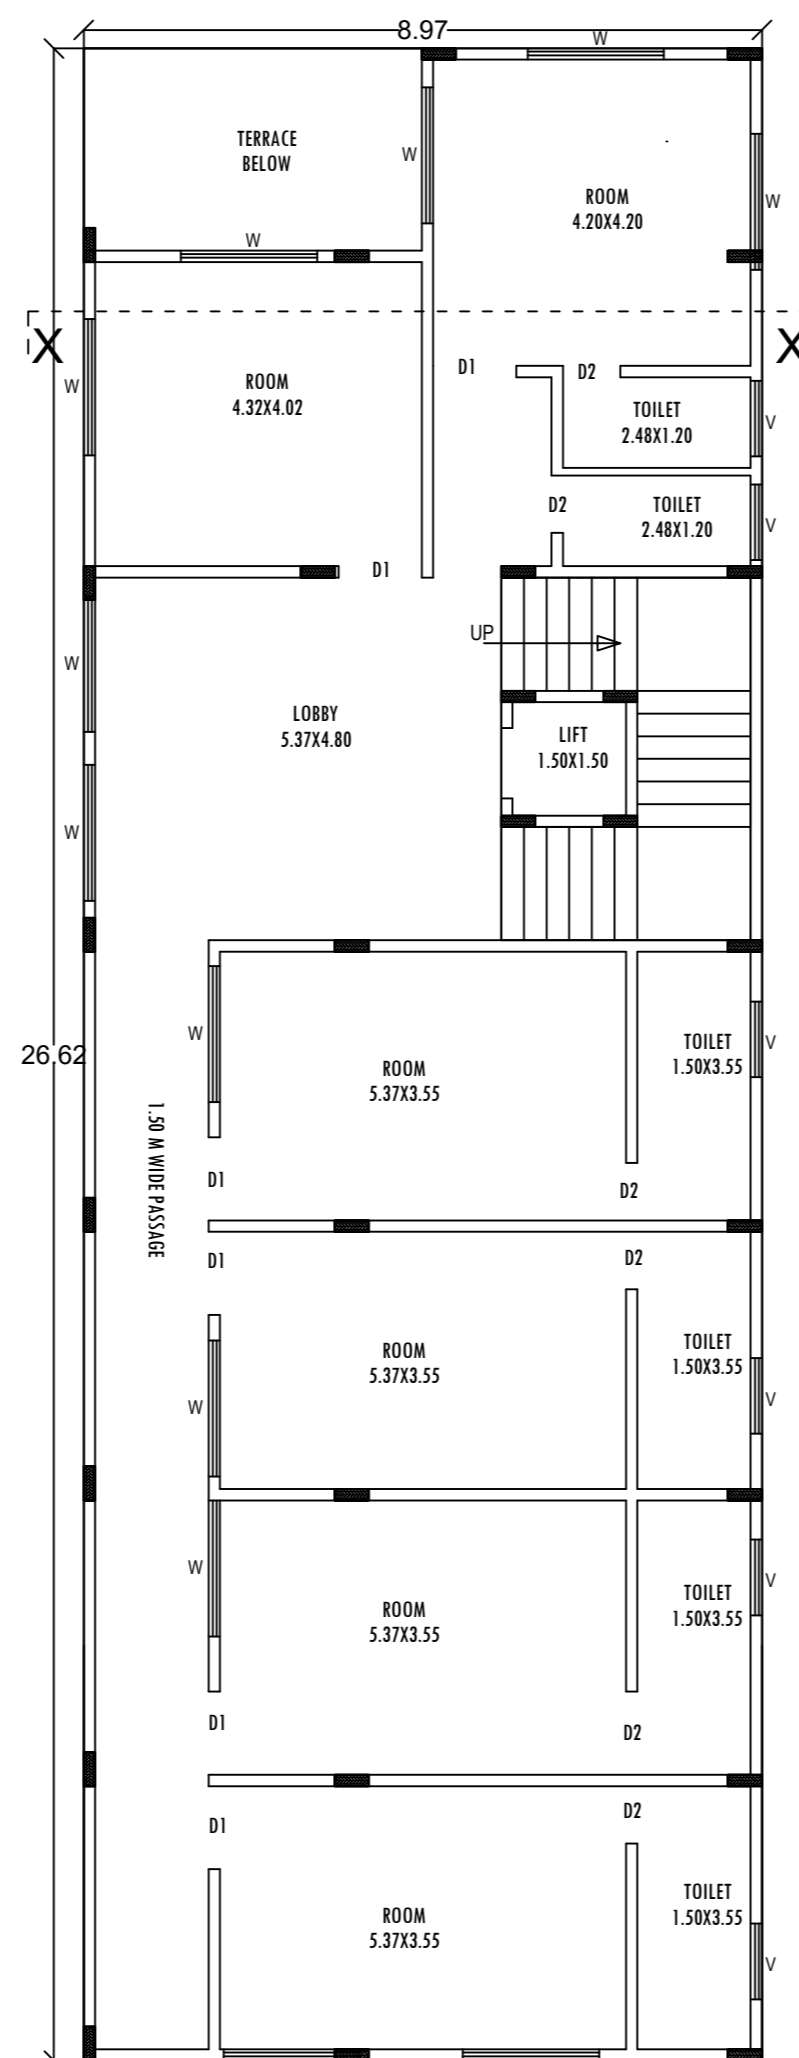 8.97
W
TERRACE
BELOW
W
ROOM
4.20X4.20
W
W
X
X
W
ROOM
4.32X4.02
D1
D2
TOILET
2.48X1.20
V
D2
TOILET
2.48X1.20
V
D1
UP
W
LOBBY
5.37X4.80
LIFT
1.50X1.50
W
26.62
W
ROOM
5.37X3.55
TOILET
1.50X3.55
V
1.50 M WIDE PASSAGE
D1
D2
D1
D2
ROOM
5.37X3.55
TOILET
1.50X3.55
W
V
W
ROOM
5.37X3.55
TOILET
1.50X3.55
V
D1
D2
D1
D2
ROOM
5.37X3.55
TOILET
1.50X3.55
V